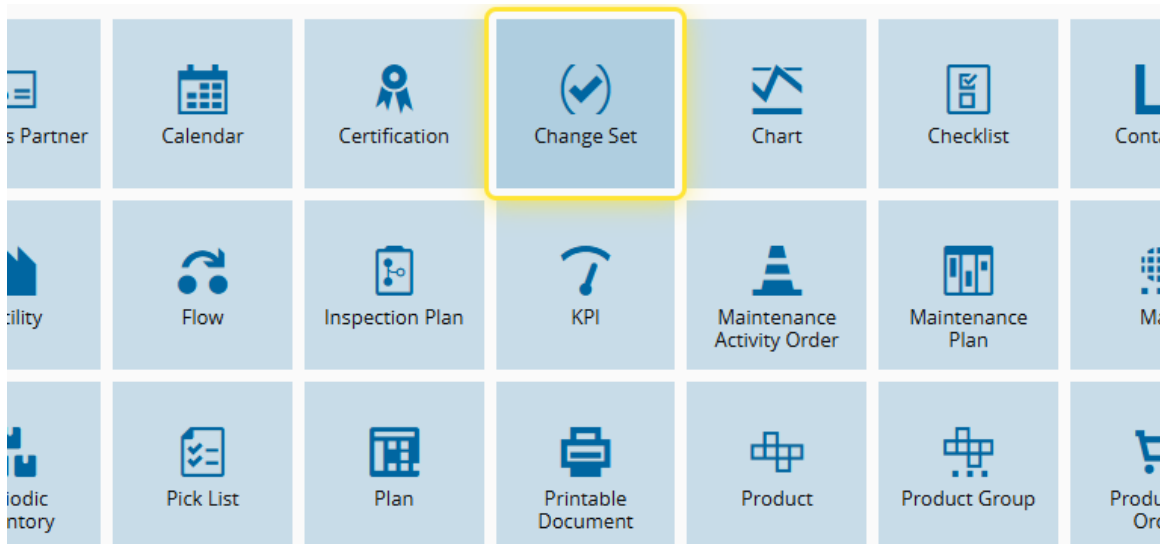 s Partner
Calendar
Certification
Change Set
Chart
Checklist
Cont
ility
Flow
Inspection Plan
KPI
Maintenance
Activity Order
Maintenance
Plan
Ma
iodic
ntory
Pick List
Plan
Printable
Document
Product
Product Group
Produ
Ord